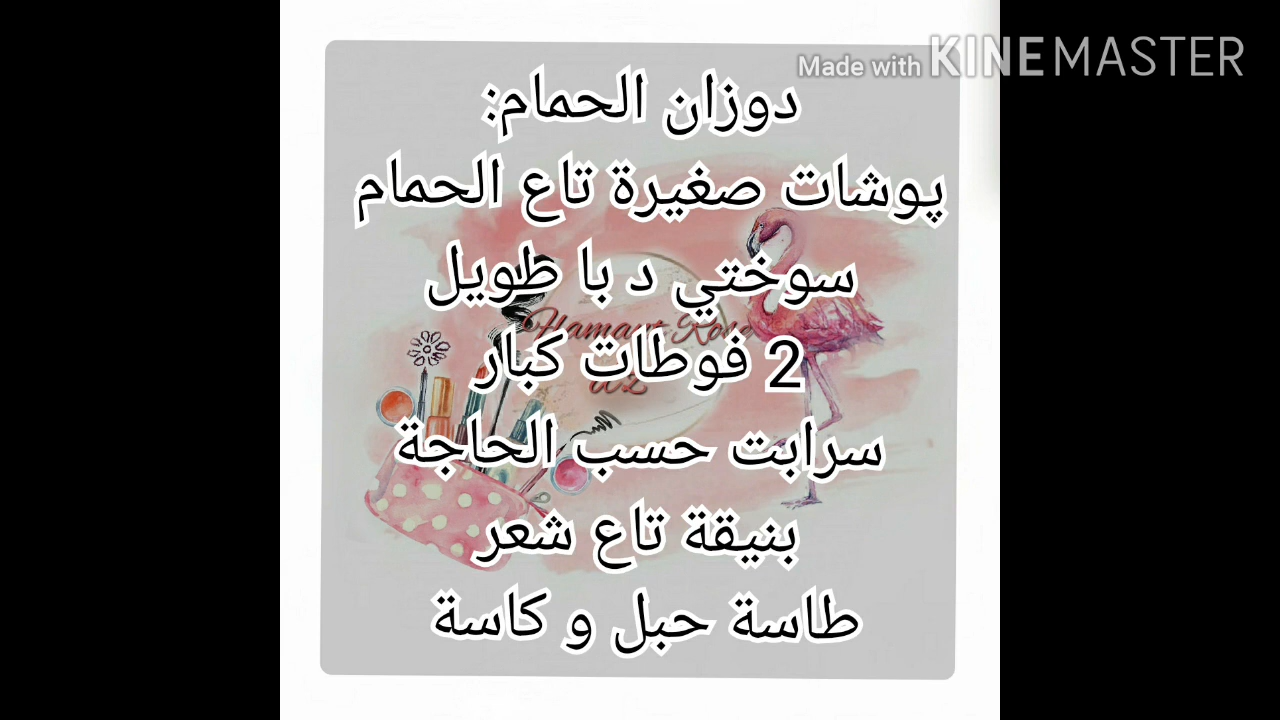 Made with KINEMASTER
دوزان الحمام:
پوشات صغيرة تاع الحمام
سوختي د با طويل
2 فوطات كبار
سرابت حسب الحاجة
بنيقة تاع شعر
طاسة حبل و كاسة